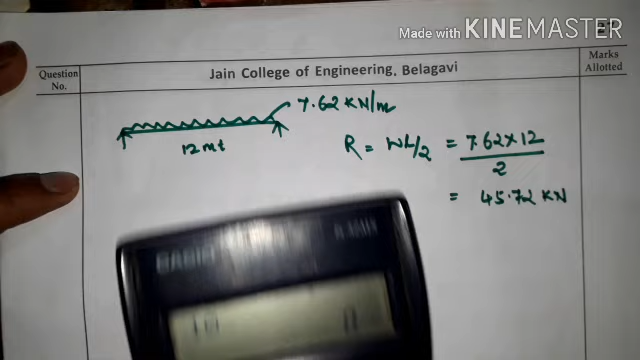 Made with KINEMASTER
Question No.
Jain College of Engineering, Belagavi
Marks Allotted
7.62 KN/m
12 mt
R = WL/2 = 7.62 x 12
2
= 45.72 KN
CASIO